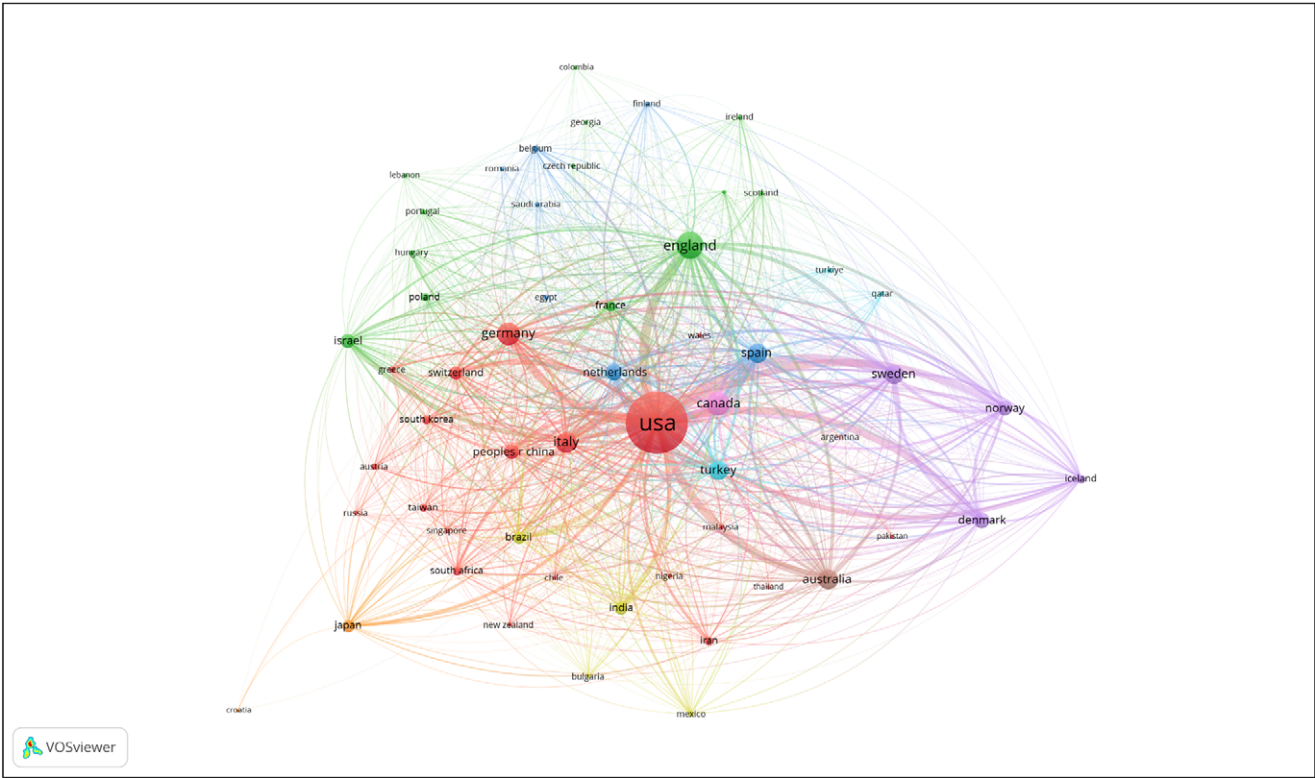 colombia
finland
ireland
georgia
belgium
czech republic
romania
lebanon
scotland
saudi arabia
portugal
england
hungary
turkiye
qatar
poland
egypt
france
germany
wales
israel
spain
greece
switzerland
netherlands
sweden
canada
norway
south korea
usa
argentina
italy
peoples r china
austria
turkey
iceland
taiwan
russia
denmark
malaysia
singapore
brazil
pakistan
south africa
chile
nigeria
australia
thailand
india
japan
new zealand
iran
bulgaria
croatia
mexico
VOSviewer